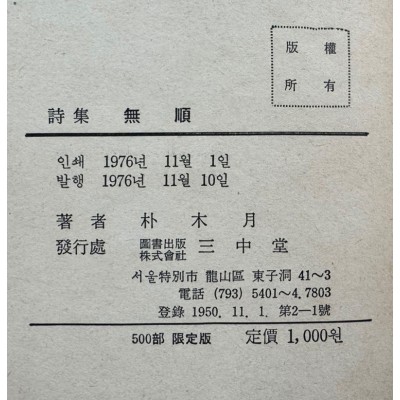 版權
所有
詩集 無順
인쇄 1976년 11월 1일
발행 1976년 11월 10일
著者 朴木月
發行處 圖書出版 株式會社 三中堂
서울特別市 龍山區 東子洞 41~3
電話 (793) 5401~4.7803
登錄 1950. 11. 1. 第2—1號
500部 限定版 定價 1,000원